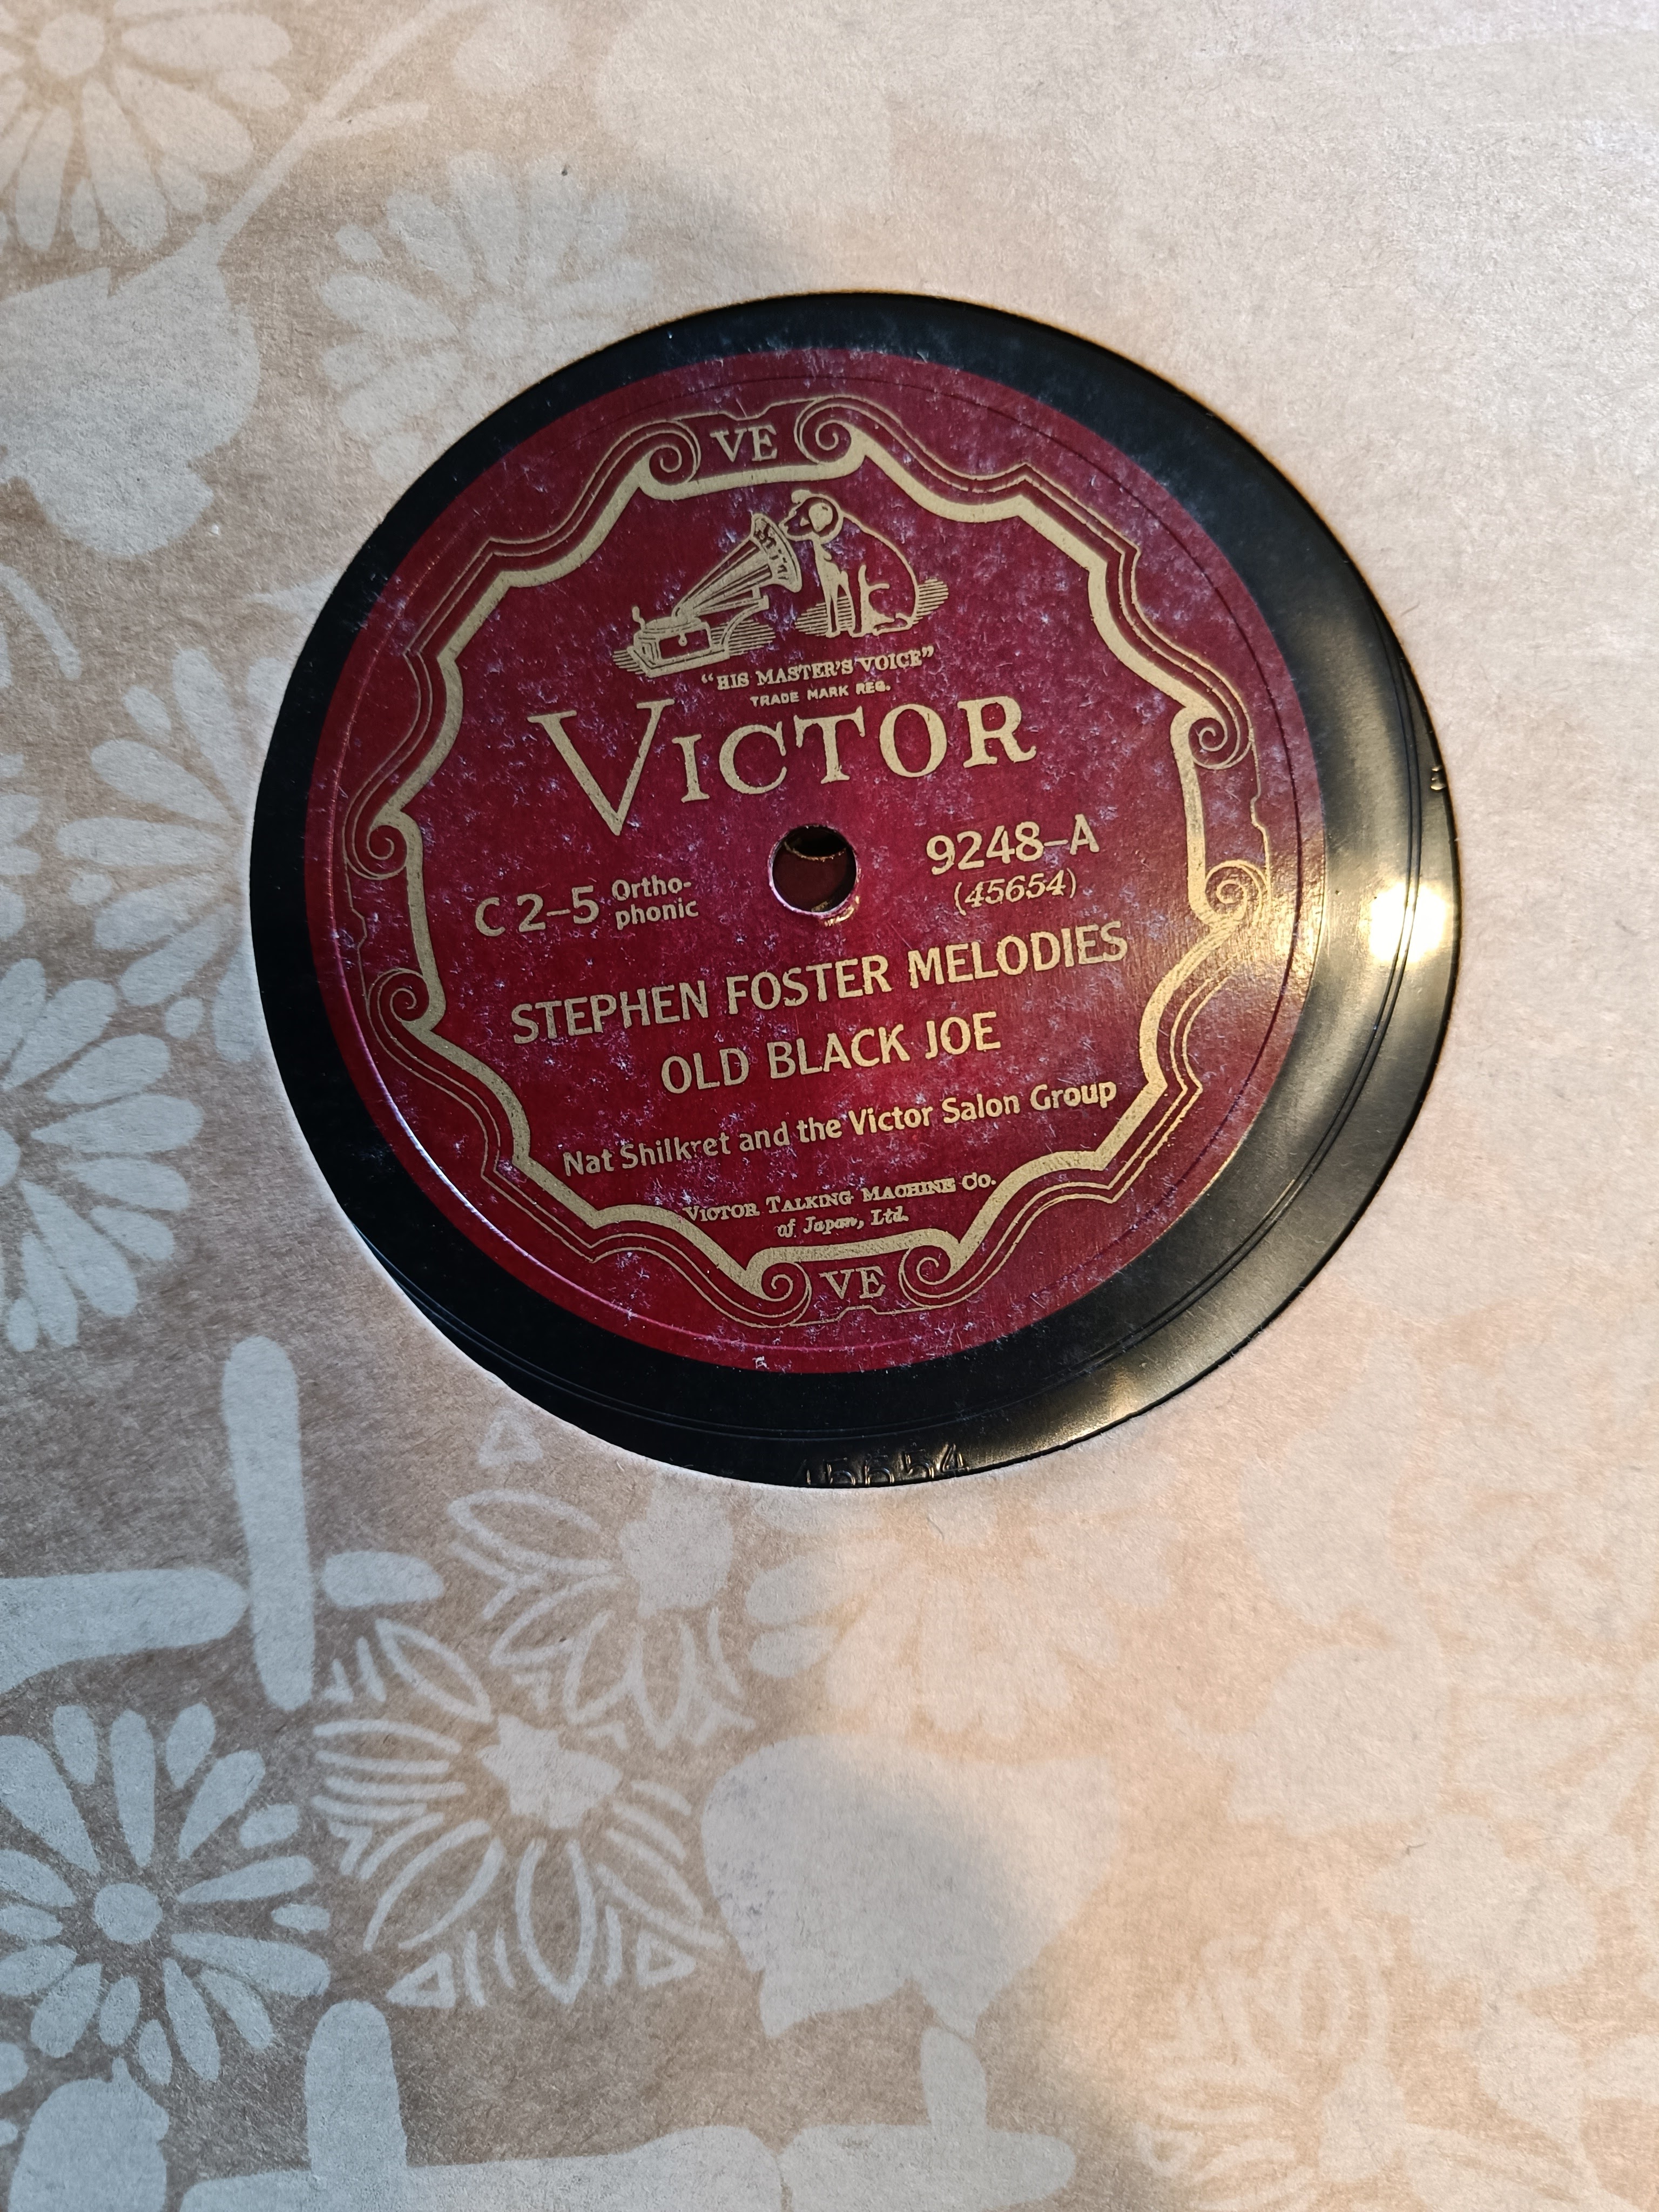 VE
"HIS MASTER'S VOICE"
TRADE MARK REG.
VICTOR
C 2-5 Ortho-
phonic
9248-A
(45654)
STEPHEN FOSTER MELODIES
OLD BLACK JOE
Nat Shilkret and the Victor Salon Group
VICTOR TALKING MACHINE CO.
of Japan, Ltd.
VE